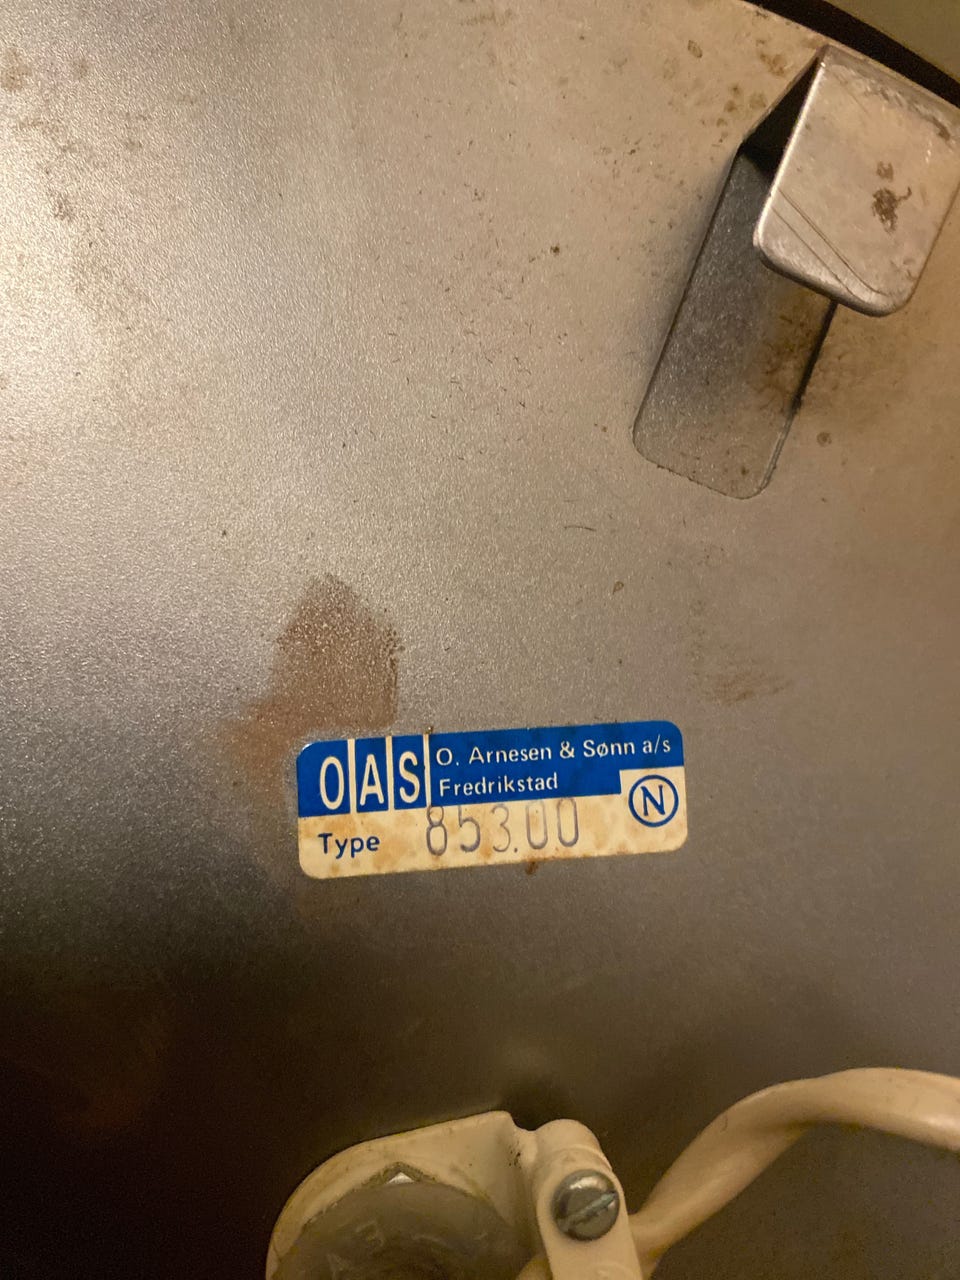 OAS
O. Arnesen & Sønn a/s
Fredrikstad
N
Type 853.00